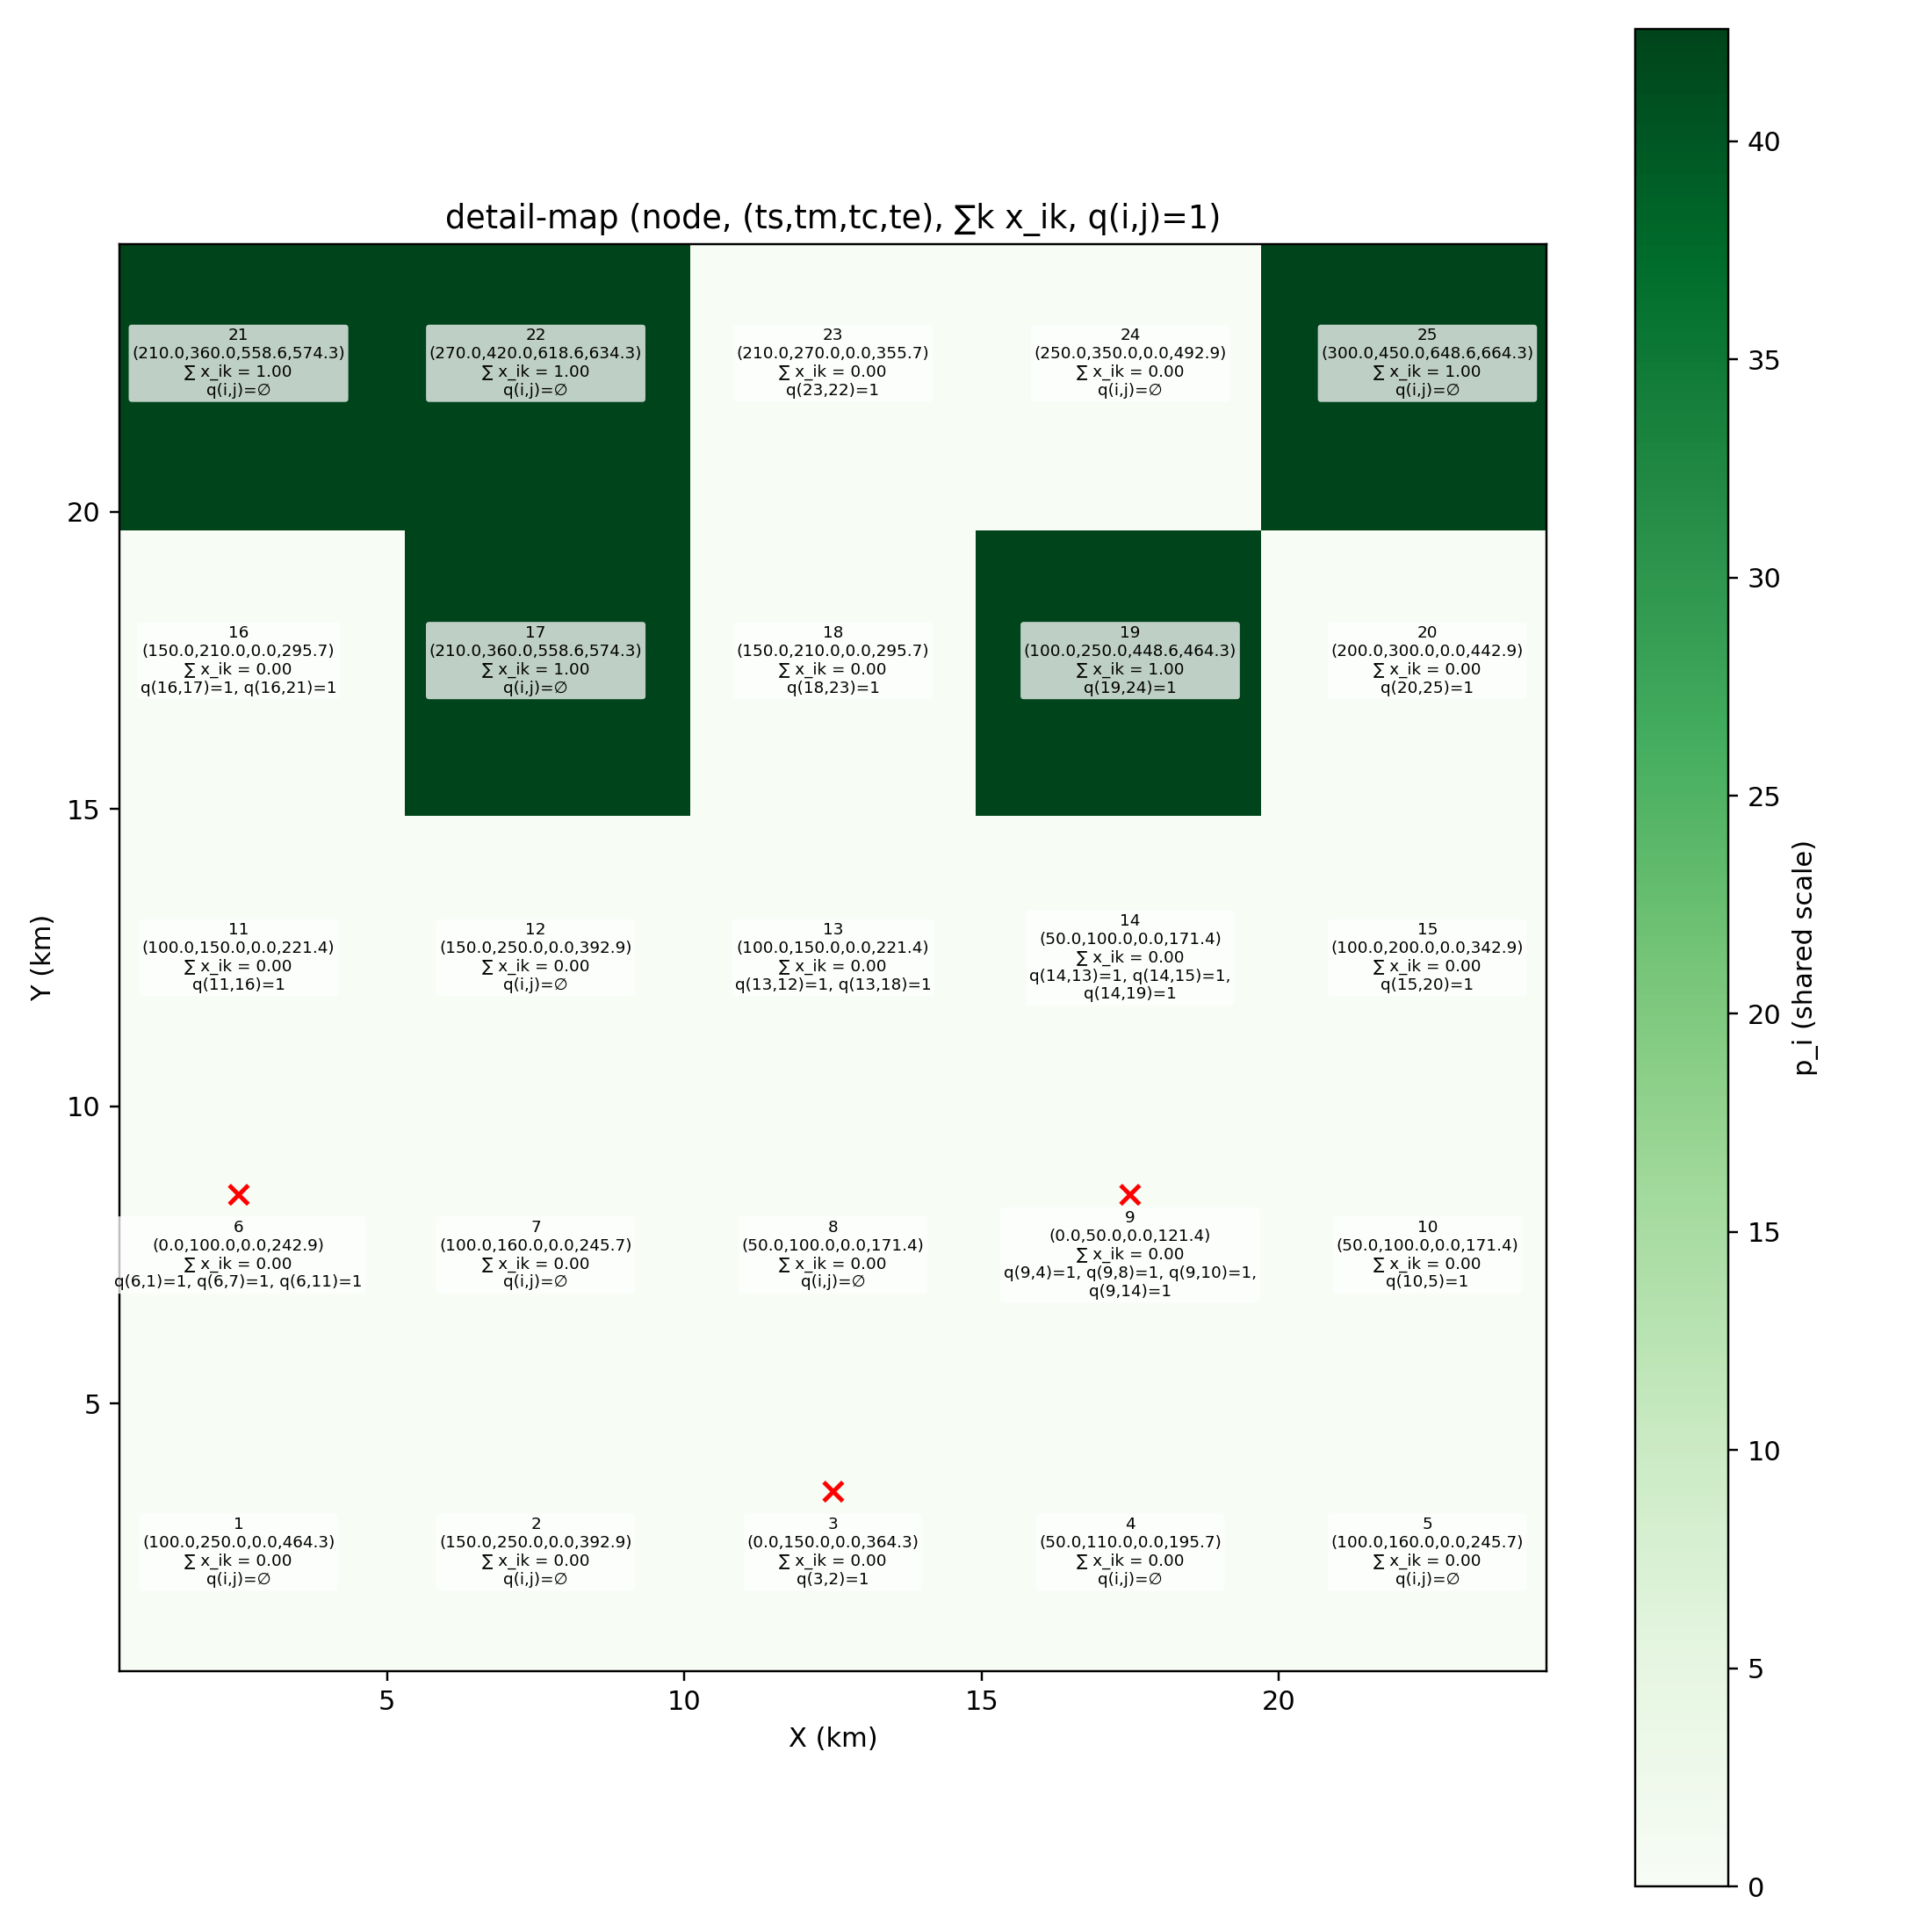 detail-map (node, (ts,tm,tc,te), ∑k x_ik, q(i,j)=1)
21
(210.0,360.0,558.6,574.3)
∑ x_ik = 1.00
q(i,j)=∅
22
(270.0,420.0,618.6,634.3)
∑ x_ik = 1.00
q(i,j)=∅
23
(210.0,270.0,0.0,355.7)
∑ x_ik = 0.00
q(23,22)=1
24
(250.0,350.0,0.0,492.9)
∑ x_ik = 0.00
q(i,j)=∅
25
(300.0,450.0,648.6,664.3)
∑ x_ik = 1.00
q(i,j)=∅
16
(150.0,210.0,0.0,295.7)
∑ x_ik = 0.00
q(16,17)=1, q(16,21)=1
17
(210.0,360.0,558.6,574.3)
∑ x_ik = 1.00
q(i,j)=∅
18
(150.0,210.0,0.0,295.7)
∑ x_ik = 0.00
q(18,23)=1
19
(100.0,250.0,448.6,464.3)
∑ x_ik = 1.00
q(19,24)=1
20
(200.0,300.0,0.0,442.9)
∑ x_ik = 0.00
q(20,25)=1
11
(100.0,150.0,0.0,221.4)
∑ x_ik = 0.00
q(11,16)=1
12
(150.0,250.0,0.0,392.9)
∑ x_ik = 0.00
q(i,j)=∅
13
(100.0,150.0,0.0,221.4)
∑ x_ik = 0.00
q(13,12)=1, q(13,18)=1
14
(50.0,100.0,0.0,171.4)
∑ x_ik = 0.00
q(14,13)=1, q(14,15)=1,
q(14,19)=1
15
(100.0,200.0,0.0,342.9)
∑ x_ik = 0.00
q(15,20)=1
6
(0.0,100.0,0.0,242.9)
∑ x_ik = 0.00
q(6,1)=1, q(6,7)=1, q(6,11)=1
7
(100.0,160.0,0.0,245.7)
∑ x_ik = 0.00
q(i,j)=∅
8
(50.0,100.0,0.0,171.4)
∑ x_ik = 0.00
q(i,j)=∅
9
(0.0,50.0,0.0,121.4)
∑ x_ik = 0.00
q(9,4)=1, q(9,8)=1, q(9,10)=1,
q(9,14)=1
10
(50.0,100.0,0.0,171.4)
∑ x_ik = 0.00
q(10,5)=1
1
(100.0,250.0,0.0,464.3)
∑ x_ik = 0.00
q(i,j)=∅
2
(150.0,250.0,0.0,392.9)
∑ x_ik = 0.00
q(i,j)=∅
3
(0.0,150.0,0.0,364.3)
∑ x_ik = 0.00
q(3,2)=1
4
(50.0,110.0,0.0,195.7)
∑ x_ik = 0.00
q(i,j)=∅
5
(100.0,160.0,0.0,245.7)
∑ x_ik = 0.00
q(i,j)=∅
20
15
10
5
Y (km)
5
10
15
20
X (km)
40
35
30
25
20
15
10
5
0
p_i (shared scale)